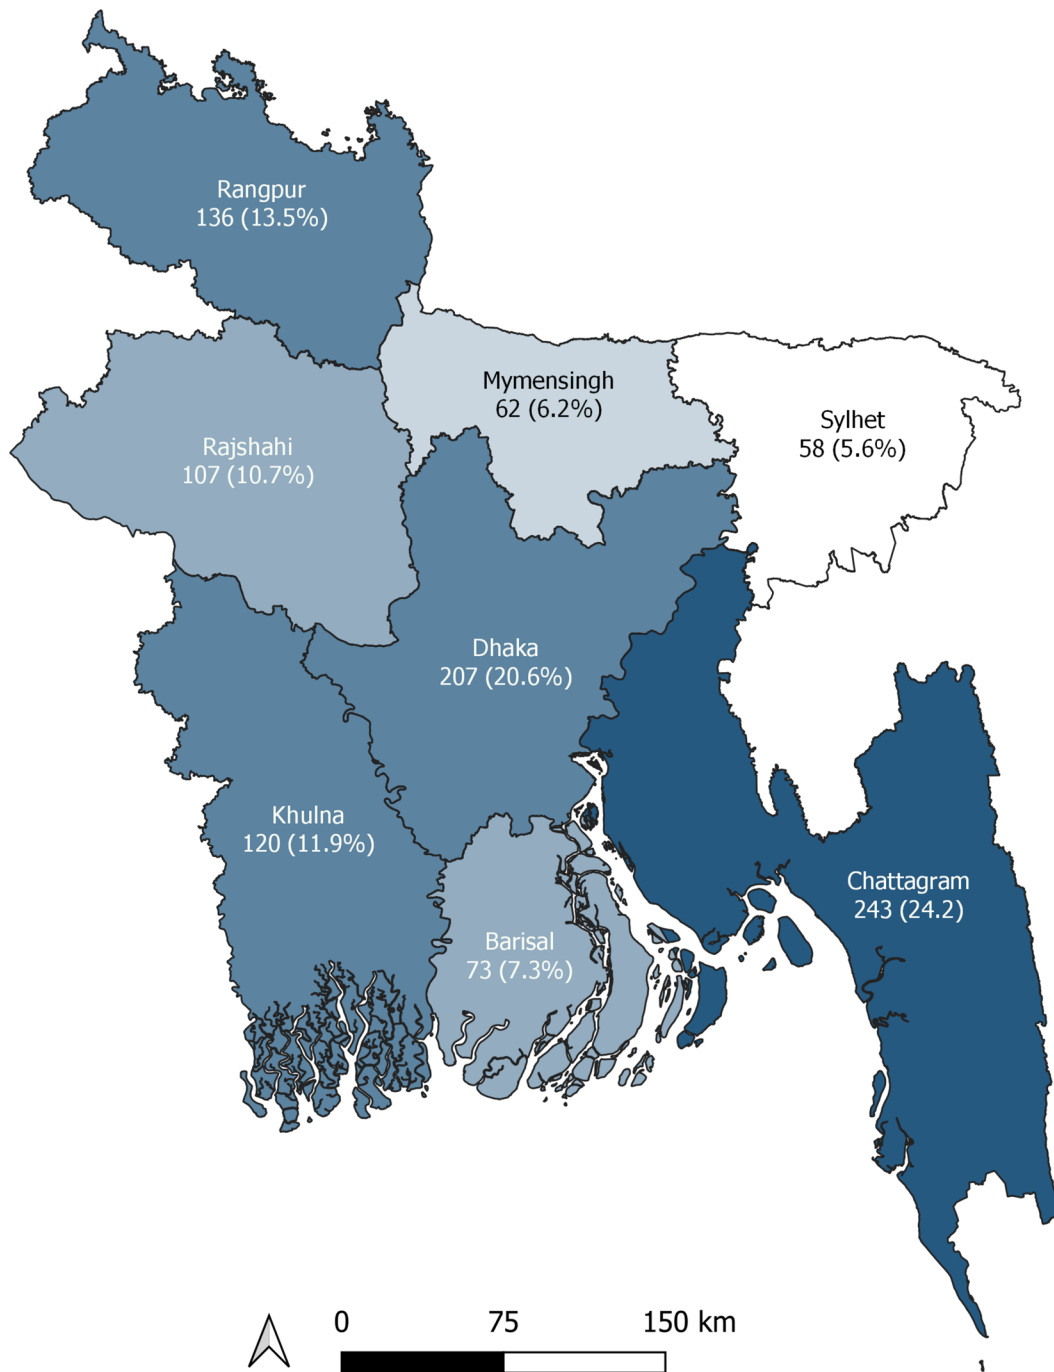 Rangpur
136 (13.5%)
Mymensingh
62 (6.2%)
Sylhet
58 (5.6%)
Rajshahi
107 (10.7%)
Dhaka
207 (20.6%)
Khulna
120 (11.9%)
Chattagram
243 (24.2)
Barisal
73 (7.3%)
0 75 150 km